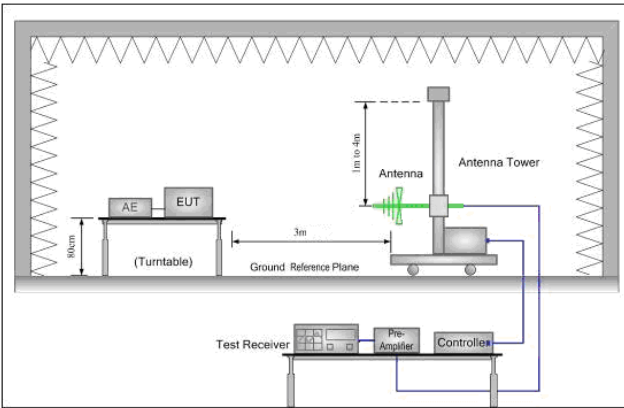 1m to 4m
Antenna
Antenna Tower
AE
EUT
3m
80cm
(Turntable)
Ground Reference Plane
Test Receiver
Pre-
Amplifier
Controller